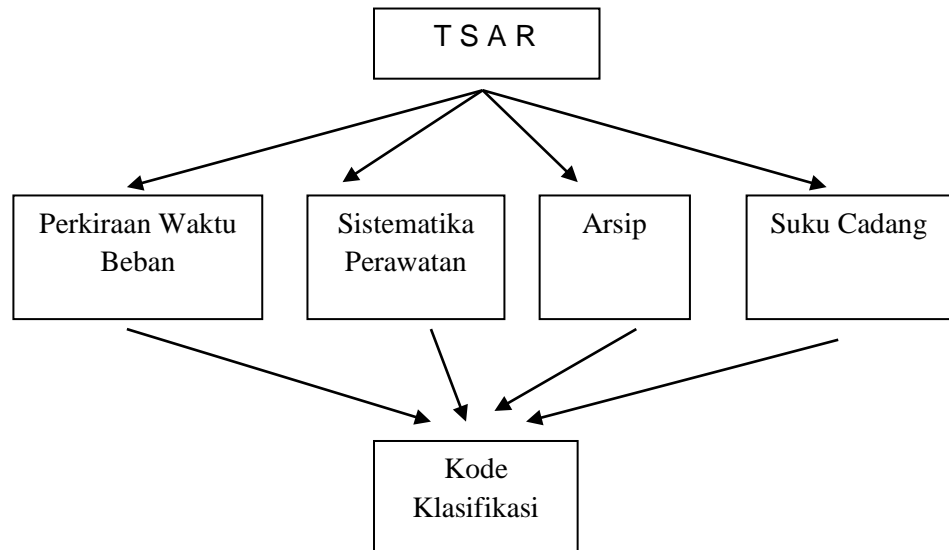 T S A R
Perkiraan Waktu
Beban
Sistematika
Perawatan
Arsip
Suku Cadang
Kode
Klasifikasi